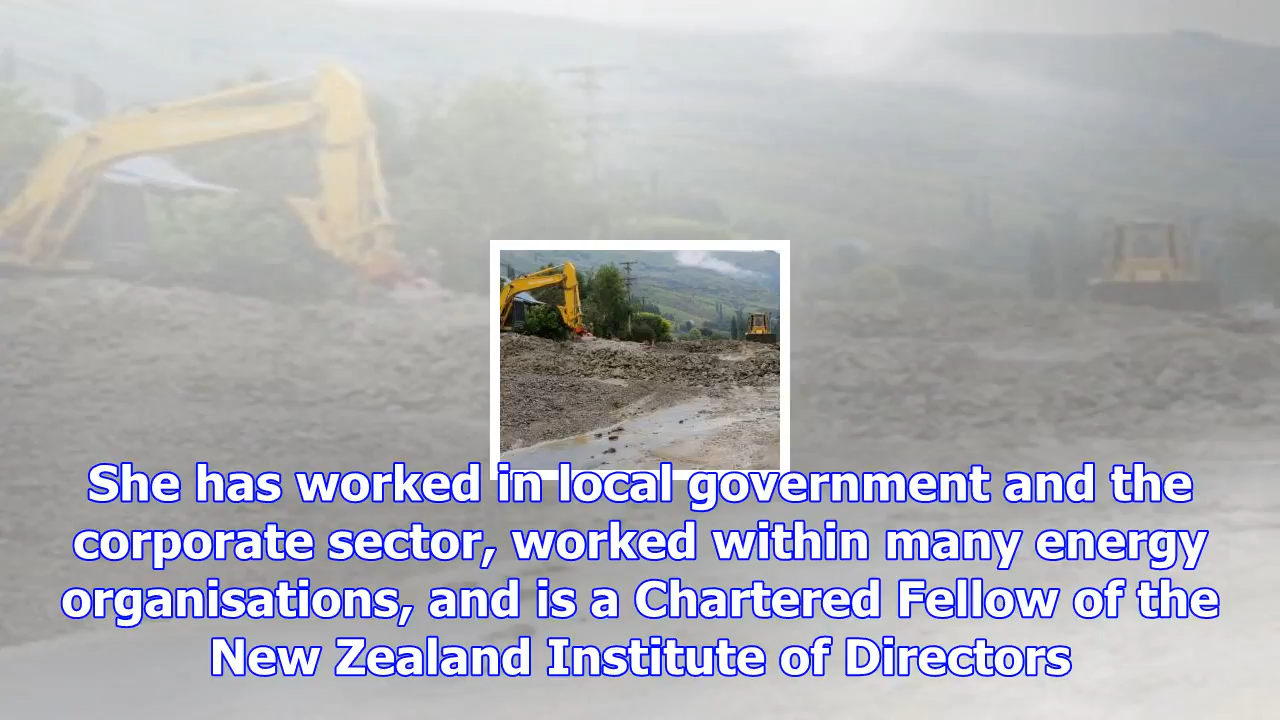 She has worked in local government and the
corporate sector, worked within many energy
organisations, and is a Chartered Fellow of the
New Zealand Institute of Directors